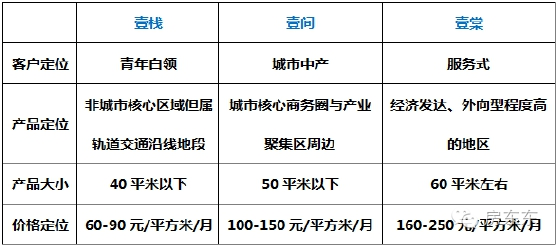 壹栈 壹间 壹棠
客户定位 青年白领 城市中产 服务式
产品定位 非城市核心区域但属轨道交通沿线地段 城市核心商务圈与产业聚集区周边 经济发达、外向型程度高的地区
产品大小 40 平米以下 50 平米以下 60 平米左右
价格定位 60-90 元/平方米/月 100-150 元/平方米/月 160-250 元/平方米/月
房东东